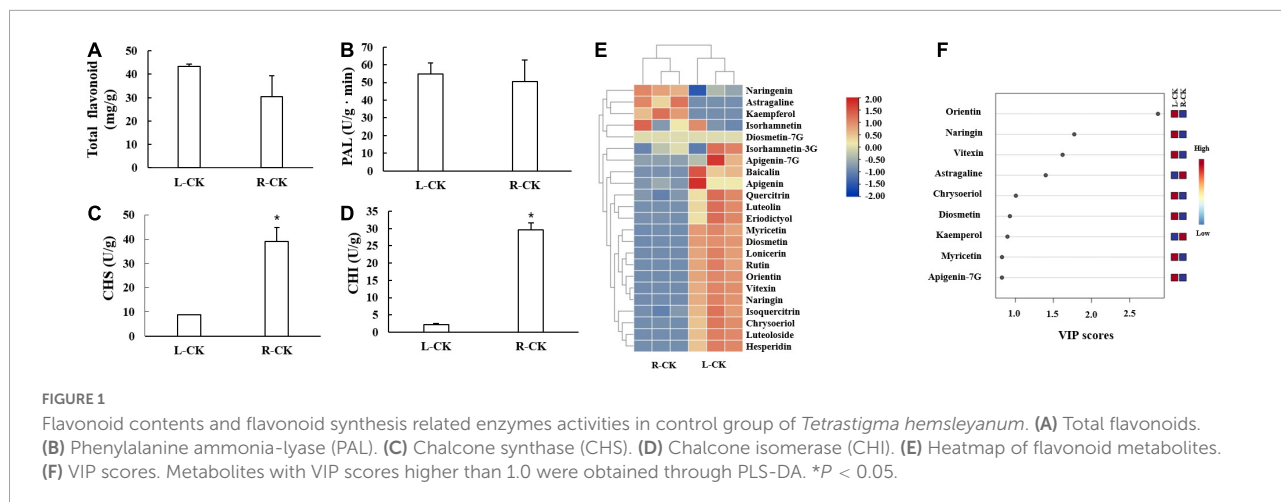 A
Total flavonoid
(mg/g)
50
40
30
20
10
0
L-CK
R-CK
B
PAL (U/g · min)
70
60
50
40
30
20
10
0
L-CK
R-CK
C
CHS (U/g)
50
40
30
20
10
0
*
L-CK
R-CK
D
CHI (U/g)
35
30
25
20
15
10
5
0
*
L-CK
R-CK
E
Naringenin
Astragaline
Kaempferol
Isorhamnetin
Diosmetin-7G
Isorhamnetin-3G
Apigenin-7G
Baicalin
Apigenin
Quercitrin
Luteolin
Eriodictyol
Myricetin
Diosmetin
Lonicerin
Rutin
Orientin
Vitexin
Naringin
Isoquercitrin
Chrysoeriol
Luteoloside
Hesperidin
R-CK
L-CK
2.00
1.50
1.00
0.50
0.00
-0.50
-1.00
-1.50
-2.00
F
L-CK
R-CK
Orientin
Naringin
Vitexin
Astragaline
Chrysoeriol
Diosmetin
Kaemperol
Myricetin
Apigenin-7G
High
Low
1.0
1.5
2.0
2.5
VIP scores
FIGURE 1
Flavonoid contents and flavonoid synthesis related enzymes activities in control group of Tetrastigma hemsleyanum. (A) Total flavonoids.
(B) Phenylalanine ammonia-lyase (PAL). (C) Chalcone synthase (CHS). (D) Chalcone isomerase (CHI). (E) Heatmap of flavonoid metabolites.
(F) VIP scores. Metabolites with VIP scores higher than 1.0 were obtained through PLS-DA. *P < 0.05.